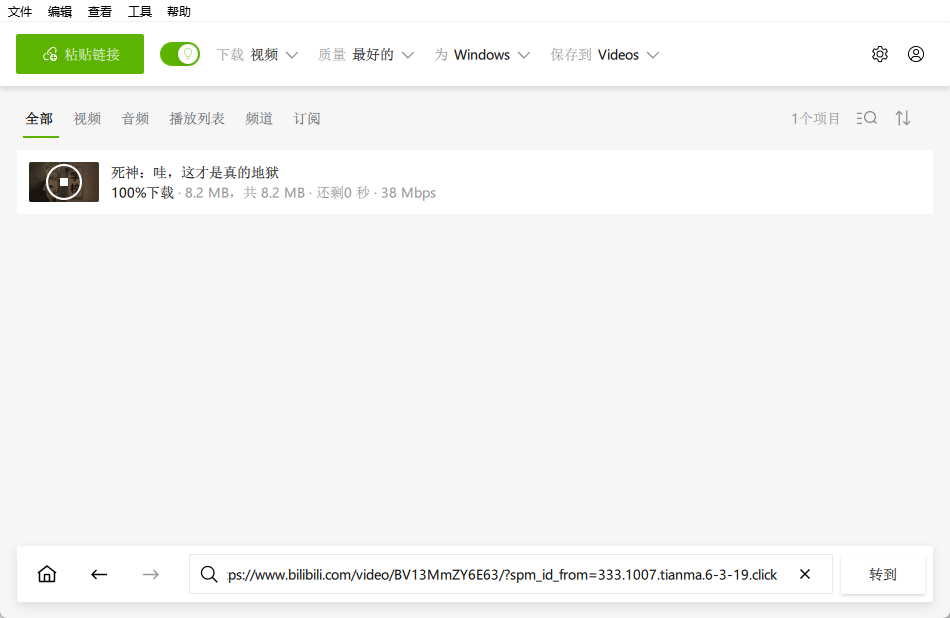 文件 编辑 查看 工具 帮助
粘贴链接 下载 视频 质量 最好的 为 Windows 保存到 Videos
全部 视频 音频 播放列表 频道 订阅 1个项目
死神：哇，这才是真的地狱
100%下载 · 8.2 MB，共 8.2 MB · 还剩0 秒 · 38 Mbps
ps://www.bilibili.com/video/BV13MmZY6E63/?spm_id_from=333.1007.tianma.6-3-19.click 转到